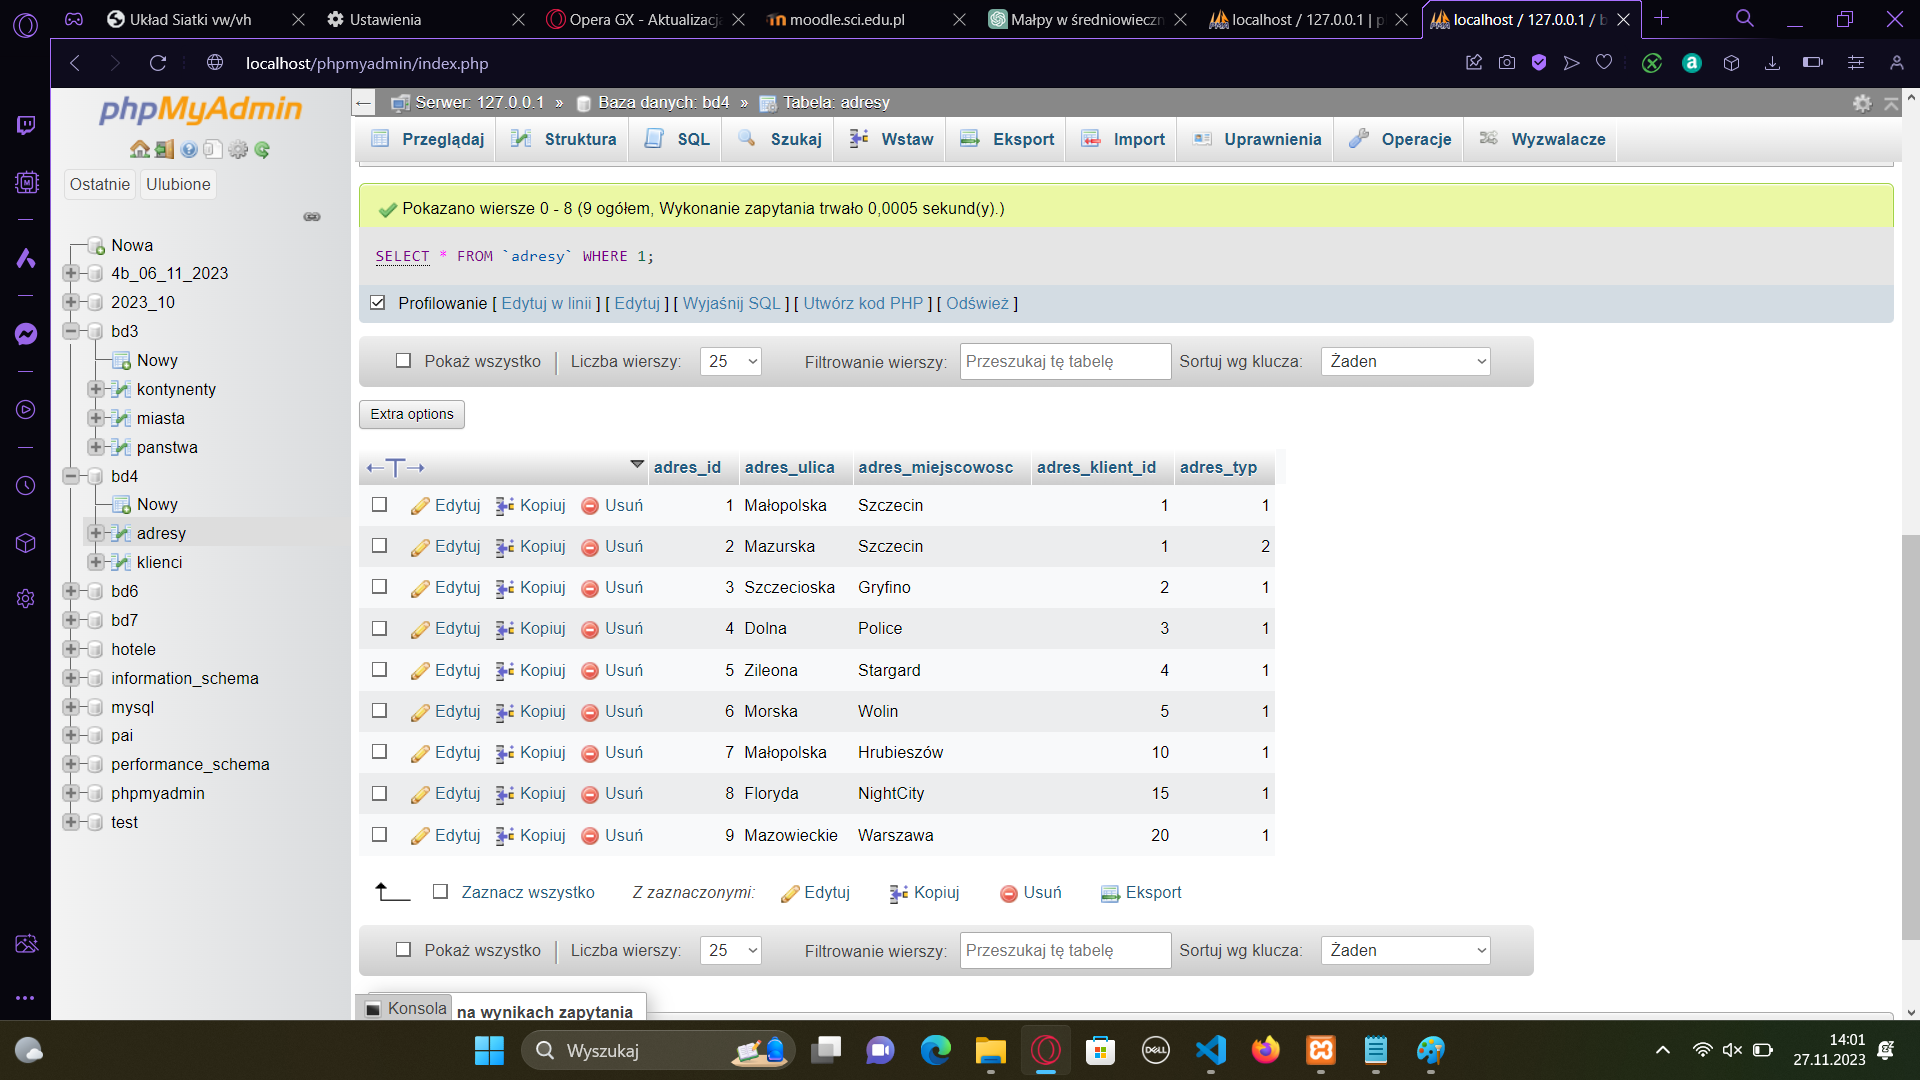 Układ Siatki vw/vh
Ustawienia
Opera GX - Aktualizacj
moodle.sci.edu.pl
Małpy w średniowieczn
localhost / 127.0.0.1 | p
localhost / 127.0.0.1 / b
localhost/phpmyadmin/index.php
phpMyAdmin
Ostatnie
Ulubione
Nowa
4b_06_11_2023
2023_10
bd3
Nowy
kontynenty
miasta
panstwa
bd4
Nowy
adresy
klienci
bd6
bd7
hotele
information_schema
mysql
pai
performance_schema
phpmyadmin
test
Serwer: 127.0.0.1 » Baza danych: bd4 » Tabela: adresy
Przeglądaj Struktura SQL Szukaj Wstaw Eksport Import Uprawnienia Operacje Wyzwalacze
Pokazano wiersze 0 - 8 (9 ogółem, Wykonanie zapytania trwało 0,0005 sekund(y).)
SELECT * FROM `adresy` WHERE 1;
Profilowanie [ Edytuj w linii ] [ Edytuj ] [ Wyjaśnij SQL ] [ Utwórz kod PHP ] [ Odśwież ]
Pokaż wszystko Liczba wierszy: 25 Filtrowanie wierszy: Przeszukaj tę tabelę Sortuj wg klucza: Żaden
Extra options
adres_id adres_ulica adres_miejscowosc adres_klient_id adres_typ
Edytuj Kopiuj Usuń 1 Małopolska Szczecin 1 1
Edytuj Kopiuj Usuń 2 Mazurska Szczecin 1 2
Edytuj Kopiuj Usuń 3 Szczecioska Gryfino 2 1
Edytuj Kopiuj Usuń 4 Dolna Police 3 1
Edytuj Kopiuj Usuń 5 Zileona Stargard 4 1
Edytuj Kopiuj Usuń 6 Morska Wolin 5 1
Edytuj Kopiuj Usuń 7 Małopolska Hrubieszów 10 1
Edytuj Kopiuj Usuń 8 Floryda NightCity 15 1
Edytuj Kopiuj Usuń 9 Mazowieckie Warszawa 20 1
Zaznacz wszystko Z zaznaczonymi: Edytuj Kopiuj Usuń Eksport
Pokaż wszystko Liczba wierszy: 25 Filtrowanie wierszy: Przeszukaj tę tabelę Sortuj wg klucza: Żaden
Konsola na wynikach zapytania
Wyszukaj
DELL
14:01
27.11.2023